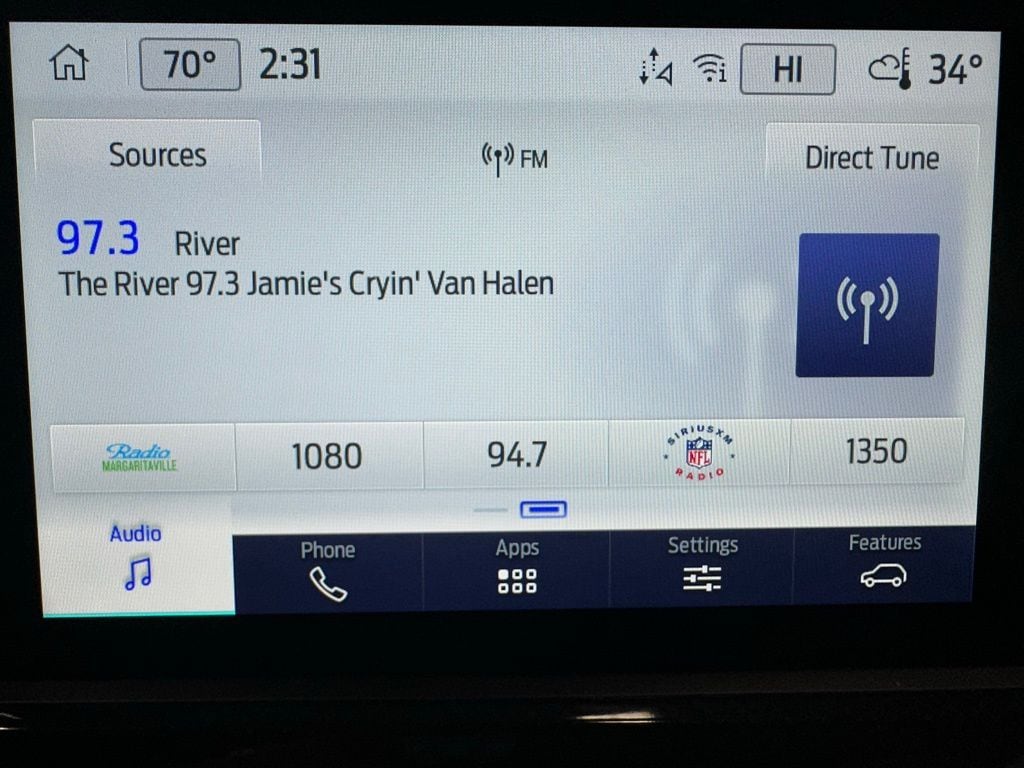 70° 2:31 HI 34°
Sources FM Direct Tune
97.3 River
The River 97.3 Jamie's Cryin' Van Halen
Radio
MARGARITAVILLE
1080
94.7
SIRIUSXM
NFL
RADIO
1350
Audio Phone Apps Settings Features